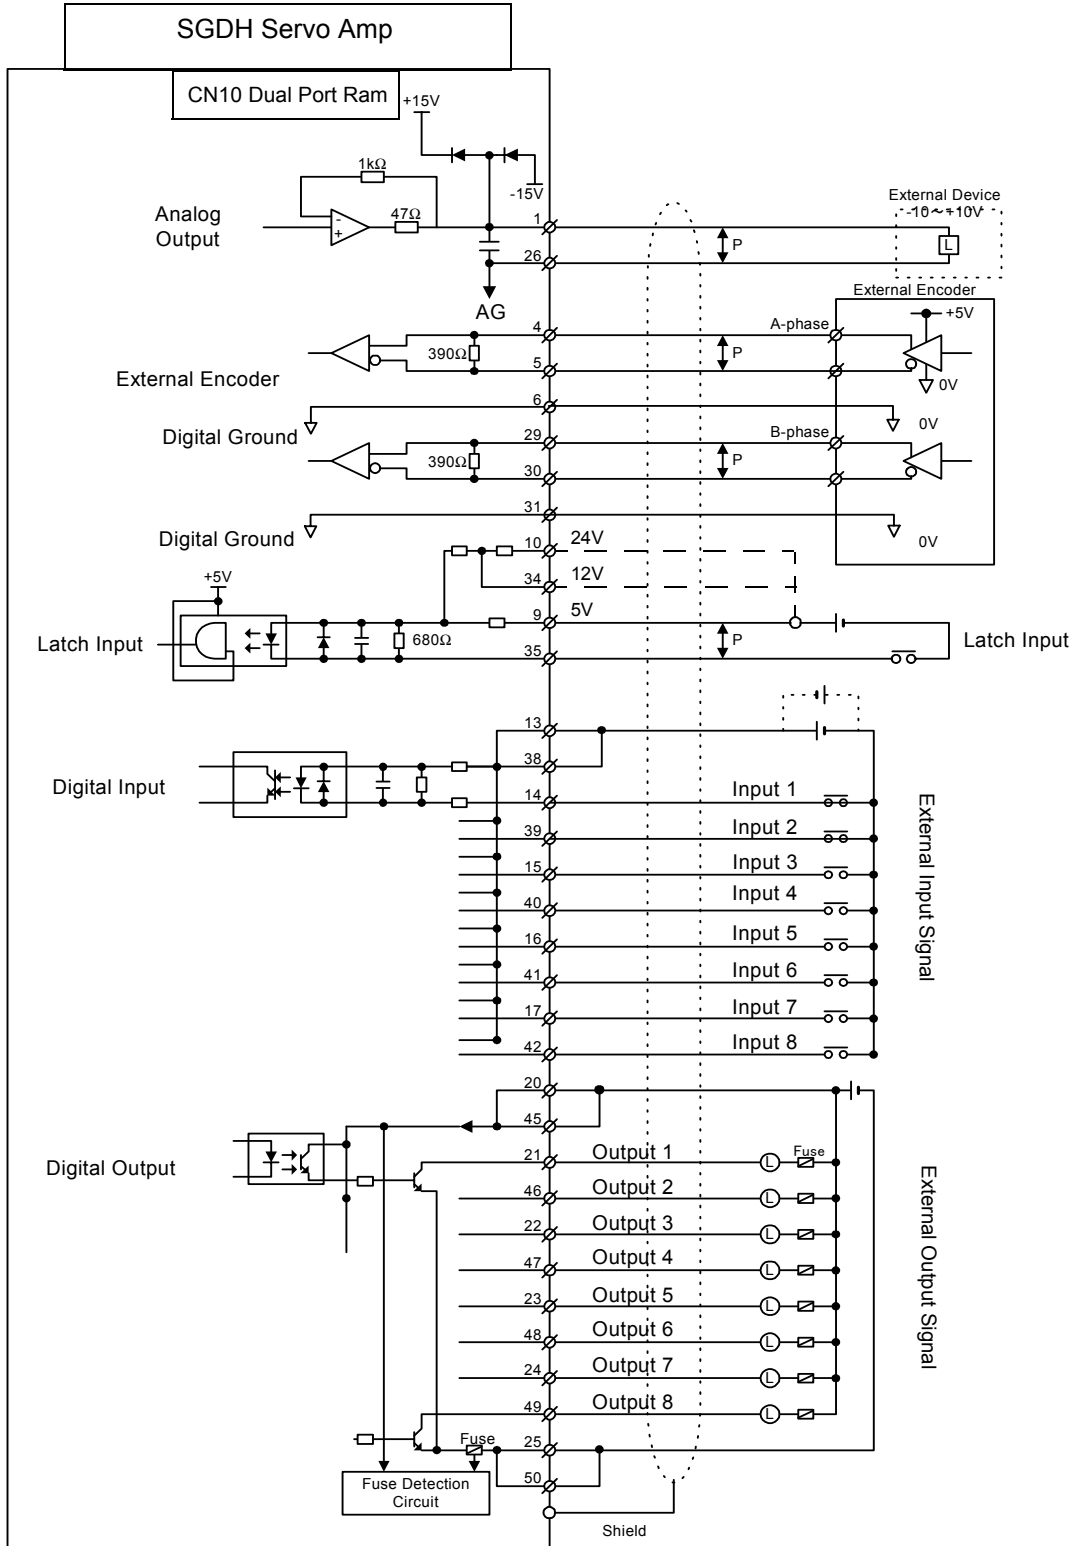 SGDH Servo Amp
CN10 Dual Port Ram
+15V
1kΩ
-15V
47Ω
Analog
Output
-
+
1
26
AG
P
External Device
-10～+10V
L
External Encoder
+5V
A-phase
4
390Ω
5
P
0V
External Encoder
6
0V
Digital Ground
29
B-phase
390Ω
30
P
31
0V
Digital Ground
10
24V
34
12V
+5V
9
5V
Latch Input
680Ω
35
P
Latch Input
13
38
Digital Input
14
Input 1
39
Input 2
15
Input 3
40
Input 4
16
Input 5
41
Input 6
17
Input 7
42
Input 8
External Input Signal
20
45
Digital Output
21
Output 1
L
Fuse
46
Output 2
L
22
Output 3
L
47
Output 4
L
23
Output 5
L
48
Output 6
L
24
Output 7
L
49
Output 8
L
External Output Signal
Fuse
25
50
Fuse Detection
Circuit
Shield